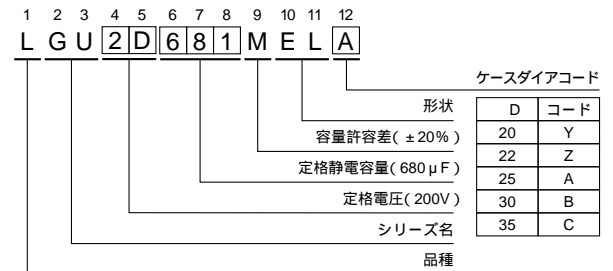 1 2 3 4 5 6 7 8 9 10 11 12
L G U 2 D 6 8 1 M E L A
ケースダイアコード
形状
容量許容差(±20%)
定格静電容量(680μF)
定格電圧(200V)
シリーズ名
品種
D コード
20 Y
22 Z
25 A
30 B
35 C